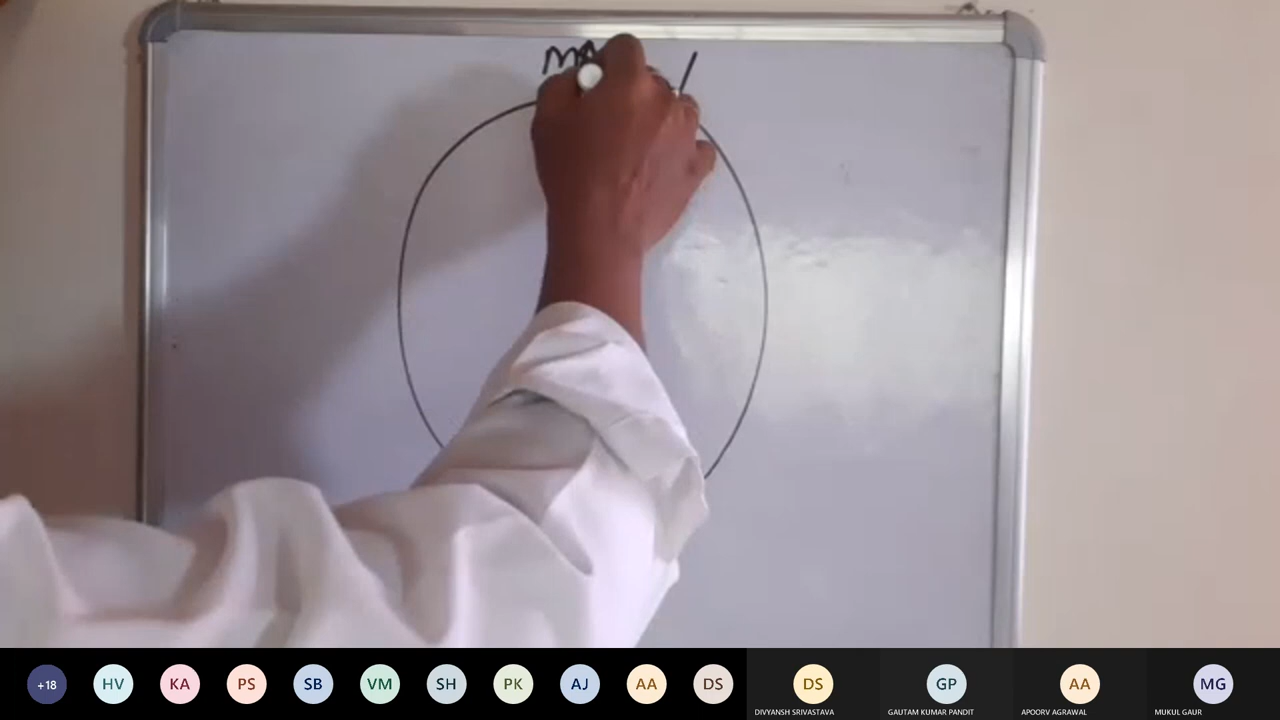 MA
+18 HV KA PS SB VM SH PK AJ AA DS DS GP AA MG
DIVYANSH SRIVASTAVA GAUTAM KUMAR PANDIT APOORV AGRAWAL MUKUL GAUR